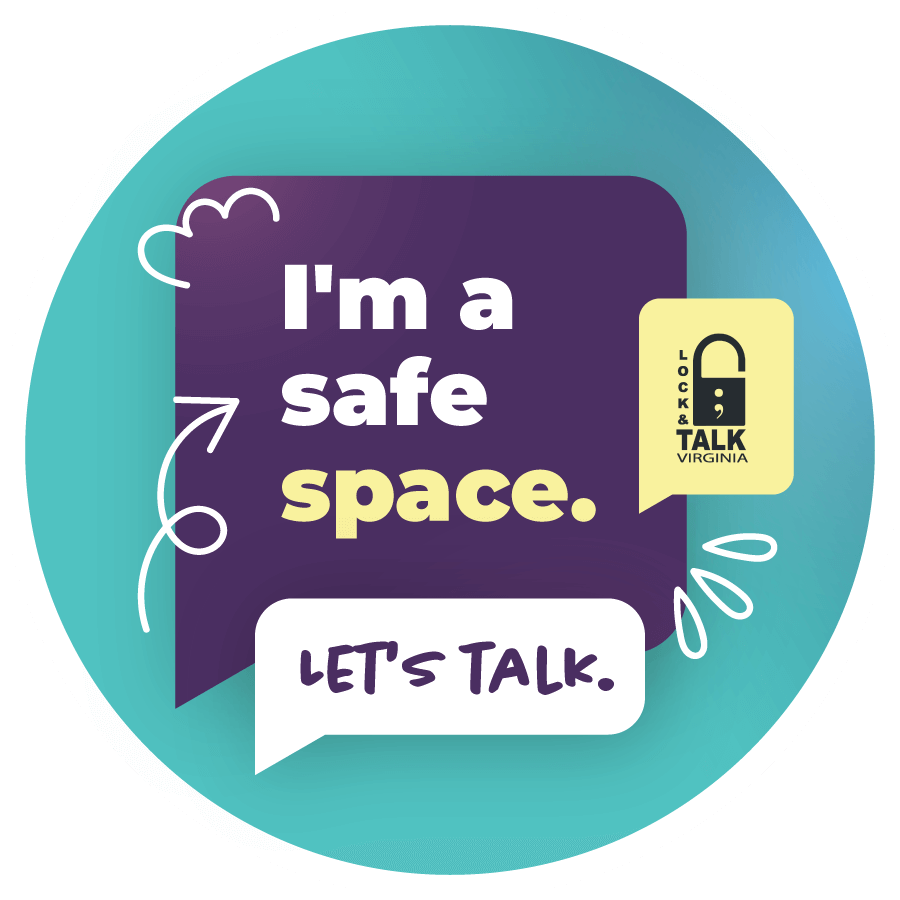 I'm a
safe
space.
LOCK&
TALK
VIRGINIA
LET'S TALK.